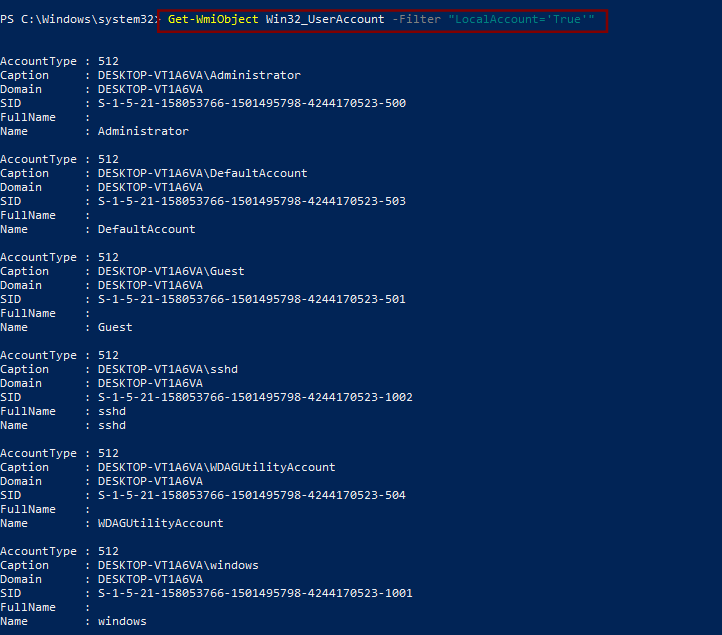 PS C:\Windows\system32> Get-WmiObject Win32_UserAccount -Filter "LocalAccount='True'"
AccountType : 512
Caption : DESKTOP-VT1A6VA\Administrator
Domain : DESKTOP-VT1A6VA
SID : S-1-5-21-158053766-1501495798-4244170523-500
FullName :
Name : Administrator
AccountType : 512
Caption : DESKTOP-VT1A6VA\DefaultAccount
Domain : DESKTOP-VT1A6VA
SID : S-1-5-21-158053766-1501495798-4244170523-503
FullName :
Name : DefaultAccount
AccountType : 512
Caption : DESKTOP-VT1A6VA\Guest
Domain : DESKTOP-VT1A6VA
SID : S-1-5-21-158053766-1501495798-4244170523-501
FullName :
Name : Guest
AccountType : 512
Caption : DESKTOP-VT1A6VA\sshd
Domain : DESKTOP-VT1A6VA
SID : S-1-5-21-158053766-1501495798-4244170523-1002
FullName : sshd
Name : sshd
AccountType : 512
Caption : DESKTOP-VT1A6VA\WDAGUtilityAccount
Domain : DESKTOP-VT1A6VA
SID : S-1-5-21-158053766-1501495798-4244170523-504
FullName :
Name : WDAGUtilityAccount
AccountType : 512
Caption : DESKTOP-VT1A6VA\windows
Domain : DESKTOP-VT1A6VA
SID : S-1-5-21-158053766-1501495798-4244170523-1001
FullName :
Name : windows